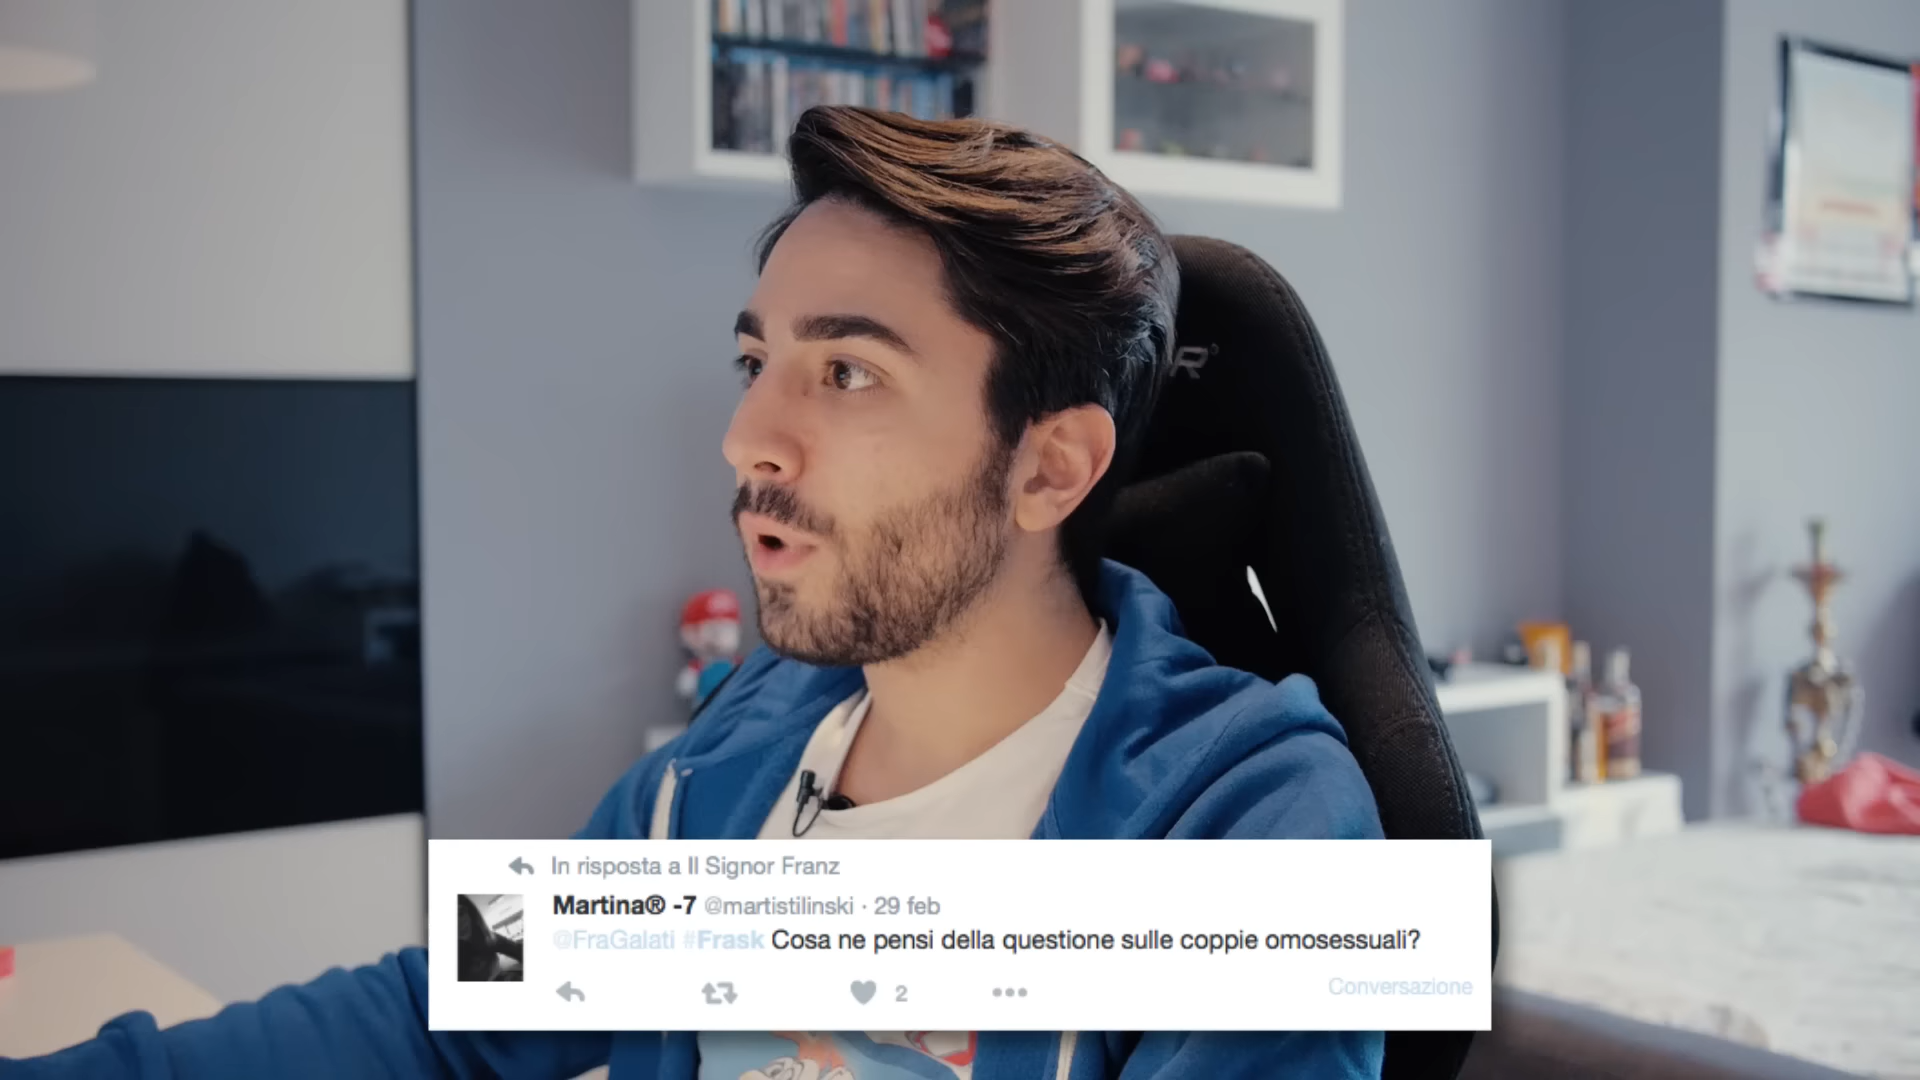 R
In risposta a Il Signor Franz
Martina® -7 @martistilinski · 29 feb
@FraGalati #Frask Cosa ne pensi della questione sulle coppie omosessuali?
2
Conversazione